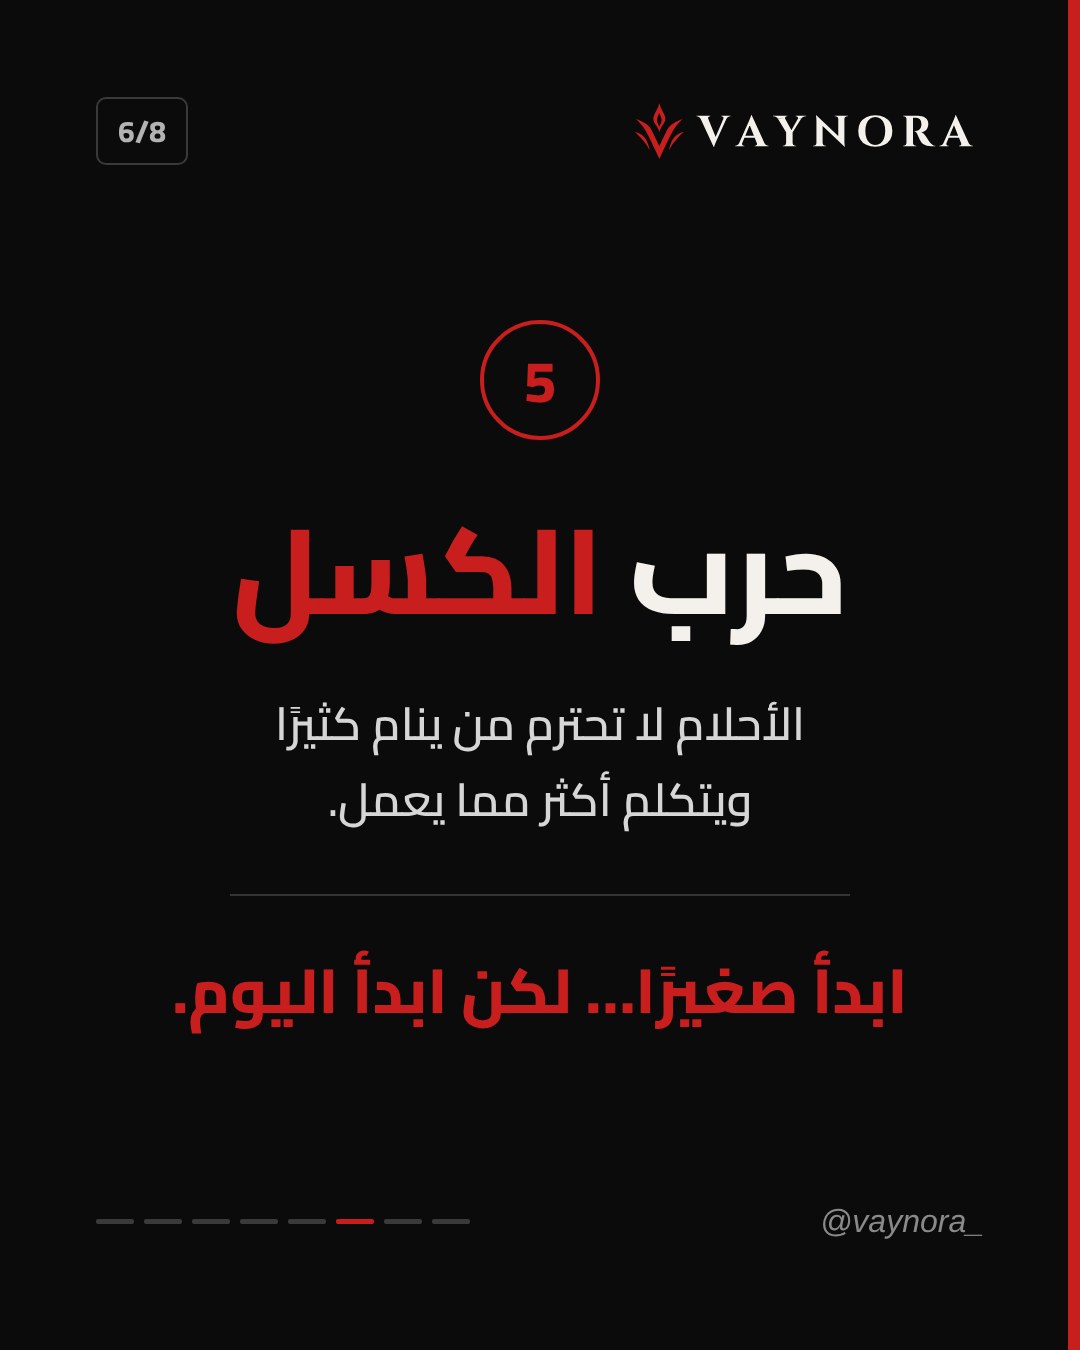 VAYNORA
6/8
5
حرب الكسل
الأحلام لا تحترم من ينام كثيرًا
ويتكلم أكثر مما يعمل.
ابدأ صغيرًا... لكن ابدأ اليوم.
@vaynora_